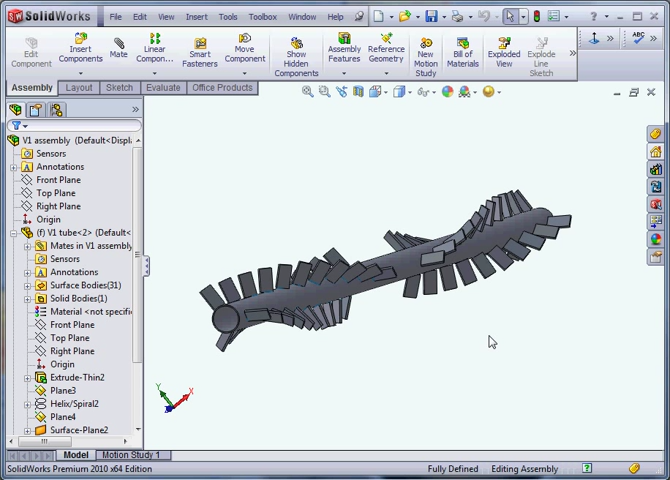 SolidWorks File Edit View Insert Tools Toolbox Window Help
Edit Component
Insert Components
Mate
Linear Compon...
Smart Fasteners
Move Component
Show Hidden Components
Assembly Features
Reference Geometry
New Motion Study
Bill of Materials
Exploded View
Explode Line Sketch
ABC
Assembly Layout Sketch Evaluate Office Products
V1 assembly (Default<Displ
Sensors
Annotations
Front Plane
Top Plane
Right Plane
Origin
(f) V1 tube<2> (Default<
Mates in V1 assembly
Sensors
Annotations
Surface Bodies(31)
Solid Bodies(1)
Material <not specifie
Front Plane
Top Plane
Right Plane
Origin
Extrude-Thin2
Plane3
Helix/Spiral2
Plane4
Surface-Plane2
Y X Z
Model Motion Study 1
SolidWorks Premium 2010 x64 Edition Fully Defined Editing Assembly